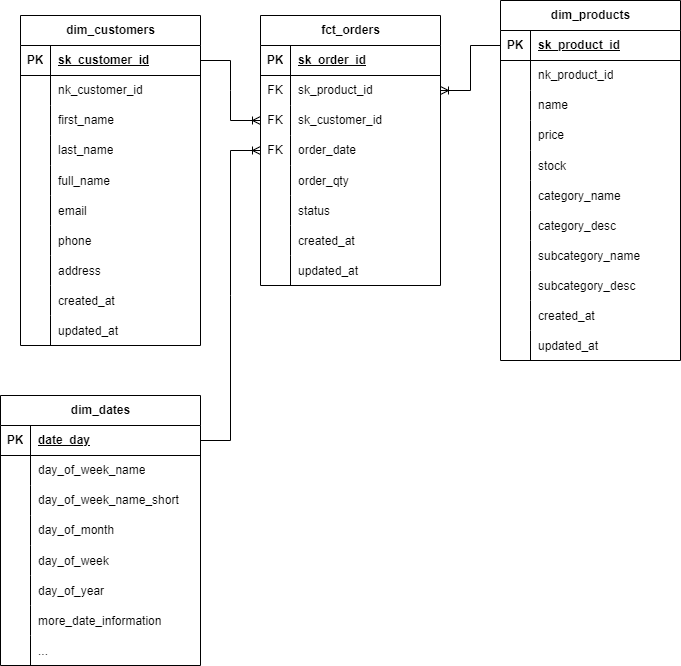 dim_customers
PK sk_customer_id
nk_customer_id
first_name
last_name
full_name
email
phone
address
created_at
updated_at
fct_orders
PK sk_order_id
FK sk_product_id
FK sk_customer_id
FK order_date
order_qty
status
created_at
updated_at
dim_products
PK sk_product_id
nk_product_id
name
price
stock
category_name
category_desc
subcategory_name
subcategory_desc
created_at
updated_at
dim_dates
PK date_day
day_of_week_name
day_of_week_name_short
day_of_month
day_of_week
day_of_year
more_date_information
...